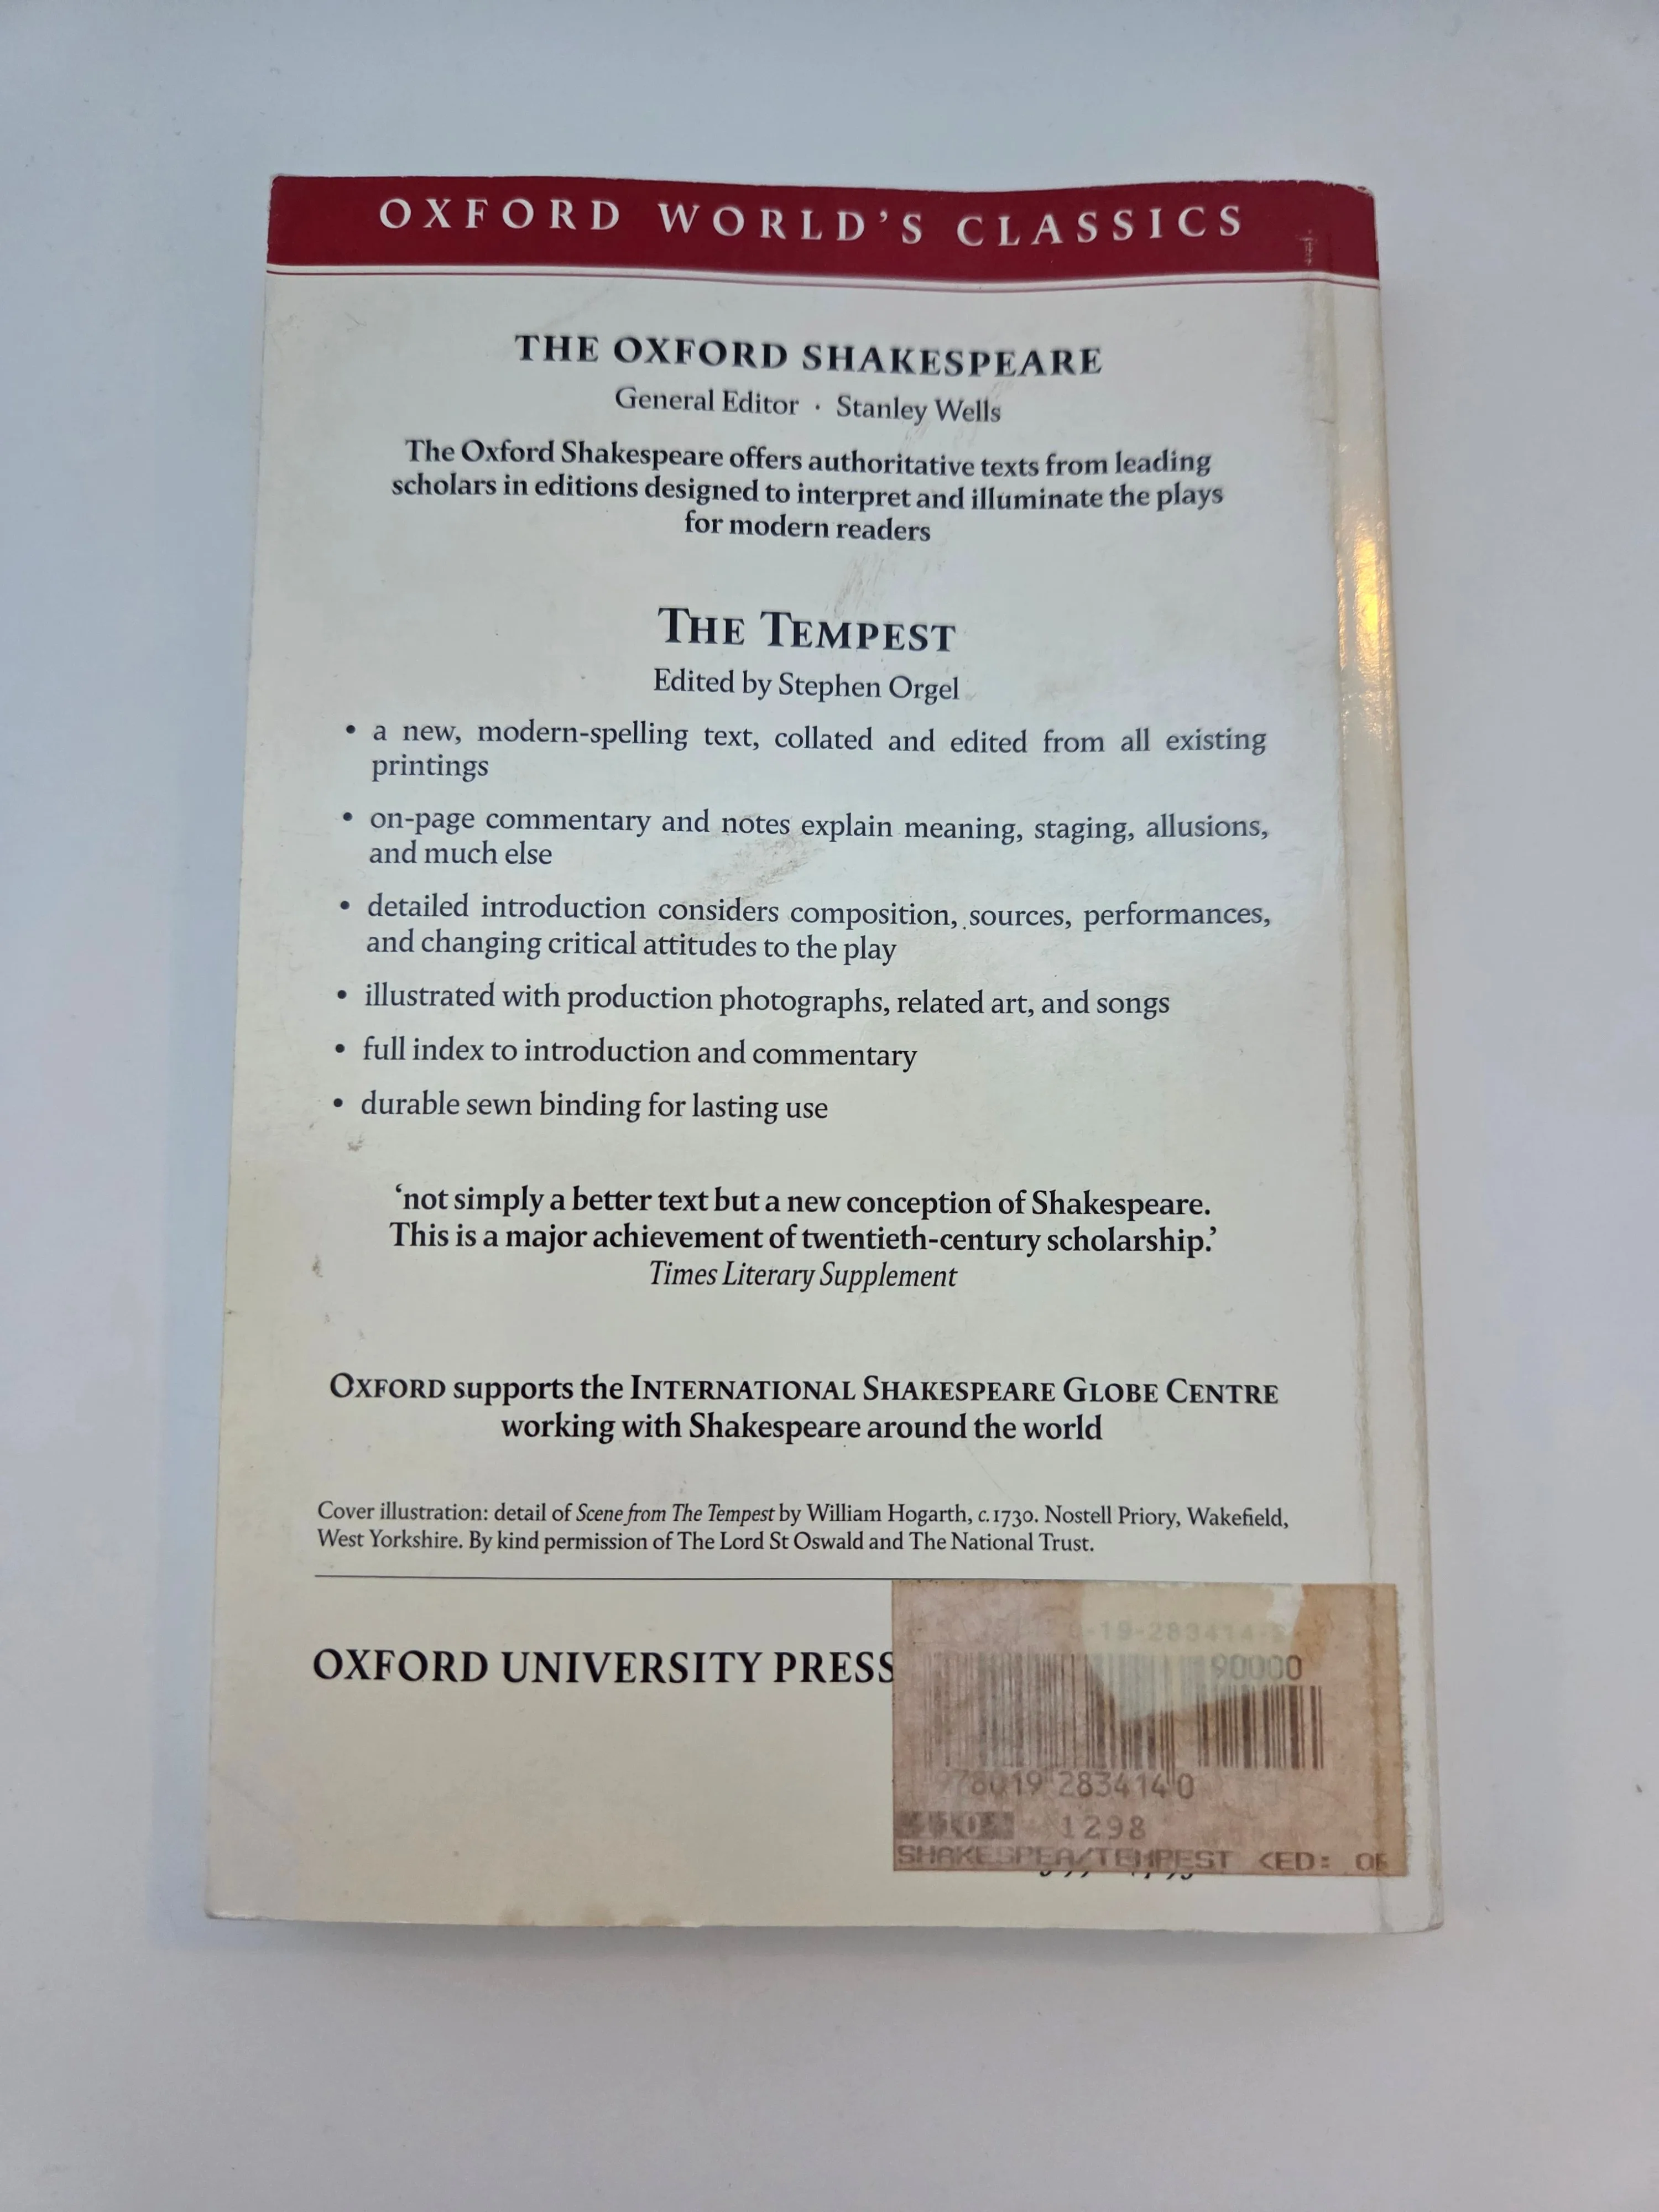 OXFORD WORLD'S CLASSICS
THE OXFORD SHAKESPEARE
General Editor · Stanley Wells
The Oxford Shakespeare offers authoritative texts from leading
scholars in editions designed to interpret and illuminate the plays
for modern readers
THE TEMPEST
Edited by Stephen Orgel
• a new, modern-spelling text, collated and edited from all existing
printings
• on-page commentary and notes explain meaning, staging, allusions,
and much else
• detailed introduction considers composition, sources, performances,
and changing critical attitudes to the play
• illustrated with production photographs, related art, and songs
• full index to introduction and commentary
• durable sewn binding for lasting use
‘not simply a better text but a new conception of Shakespeare.
This is a major achievement of twentieth-century scholarship.’
Times Literary Supplement
OXFORD supports the INTERNATIONAL SHAKESPEARE GLOBE CENTRE
working with Shakespeare around the world
Cover illustration: detail of Scene from The Tempest by William Hogarth, c.1730. Nostell Priory, Wakefield,
West Yorkshire. By kind permission of The Lord St Oswald and The National Trust.
OXFORD UNIVERSITY PRESS
90000
9780192834140
1298
SHAKESPEA/TEMPEST <ED: OF